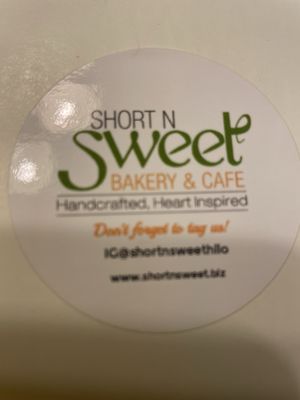 SHORT N
Sweet
BAKERY & CAFE
Handcrafted, Heart Inspired
Don't forget to tag us!
IG@shortnsweethilo
www.shortnsweet.biz